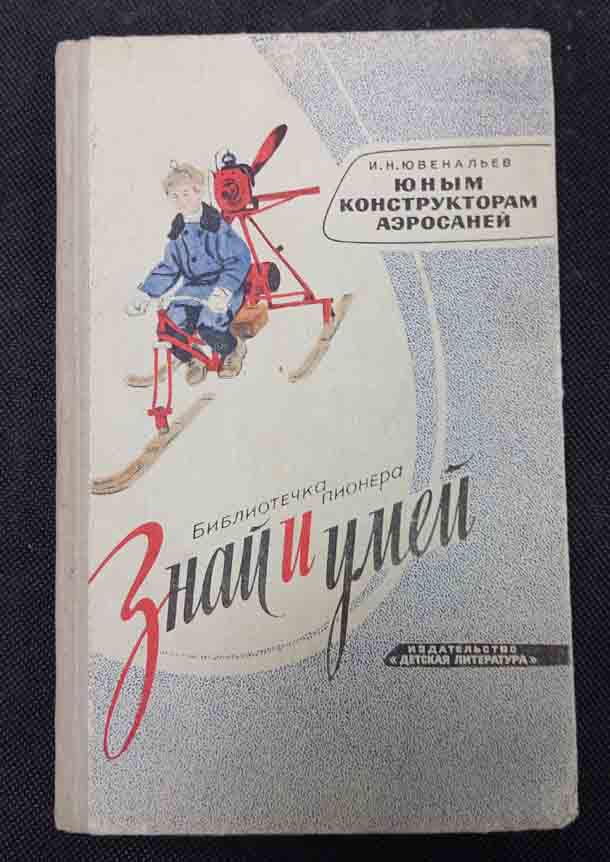 И.Н.ЮВЕНАЛЬЕВ
ЮНЫМ
КОНСТРУКТОРАМ
АЭРОСАНЕЙ
Библиотечка пионера
Знай и умей
ИЗДАТЕЛЬСТВО
«ДЕТСКАЯ ЛИТЕРАТУРА»